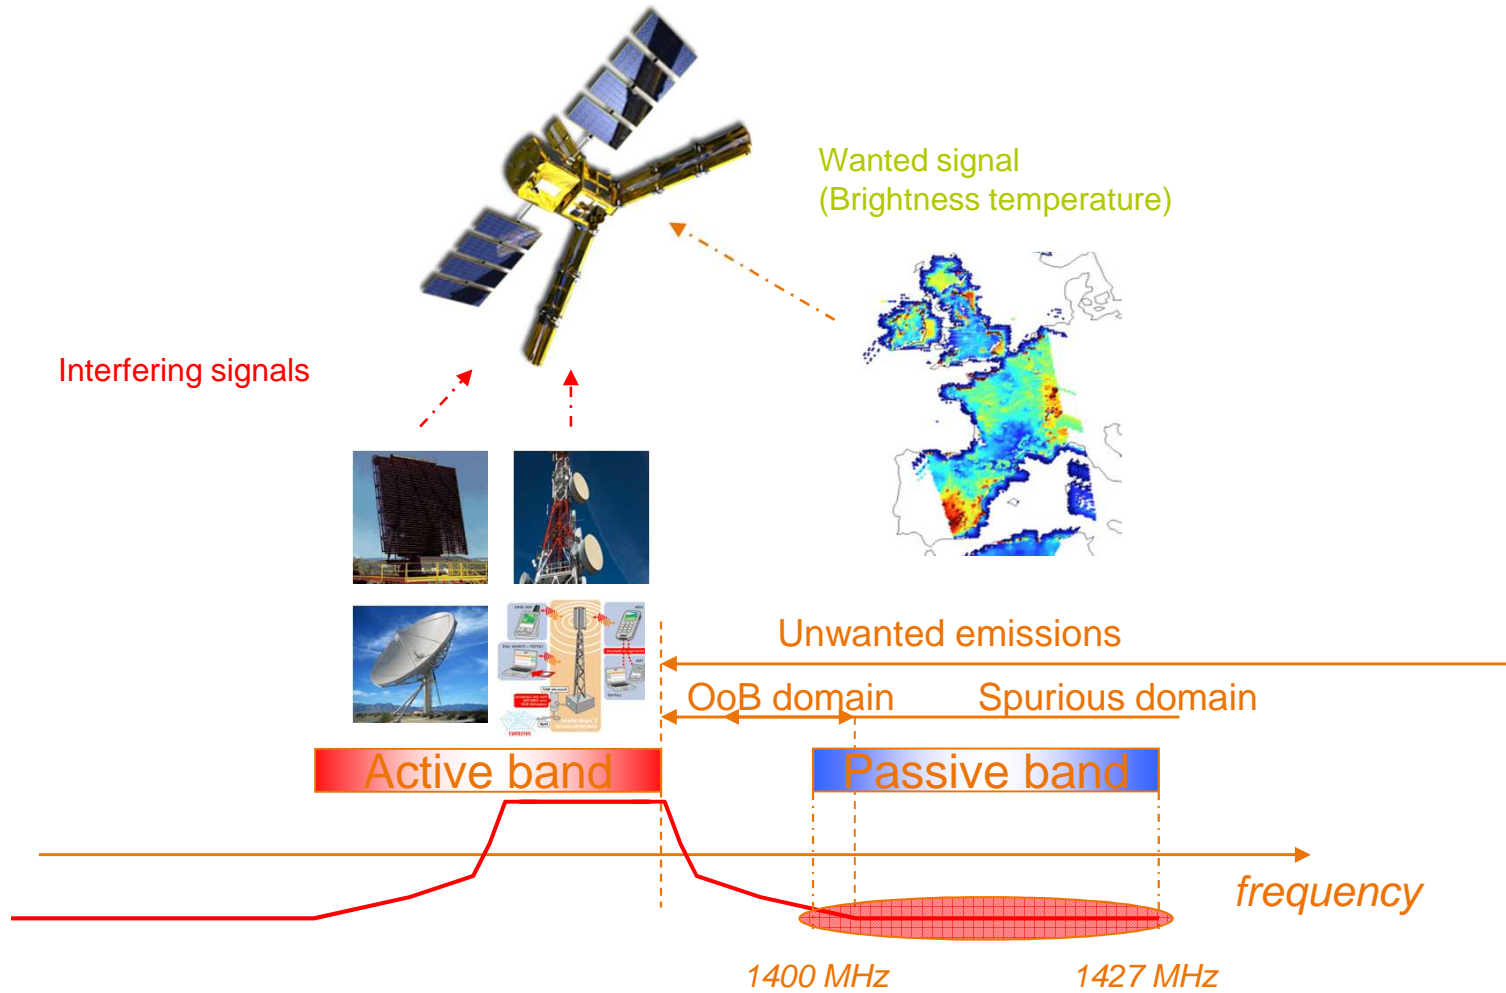 Wanted signal
(Brightness temperature)
Interfering signals
Unwanted emissions
OoB domain
Spurious domain
Active band
Passive band
frequency
1400 MHz
1427 MHz